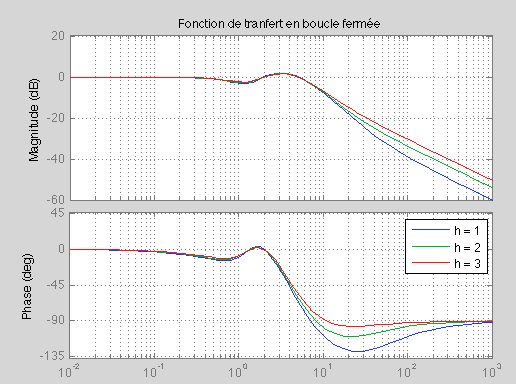 Fonction de tranfert en boucle fermée
20
0
-20
-40
-60
Magnitude (dB)
45
0
-45
-90
-135
Phase (deg)
h = 1
h = 2
h = 3
10^-2
10^-1
10^0
10^1
10^2
10^3